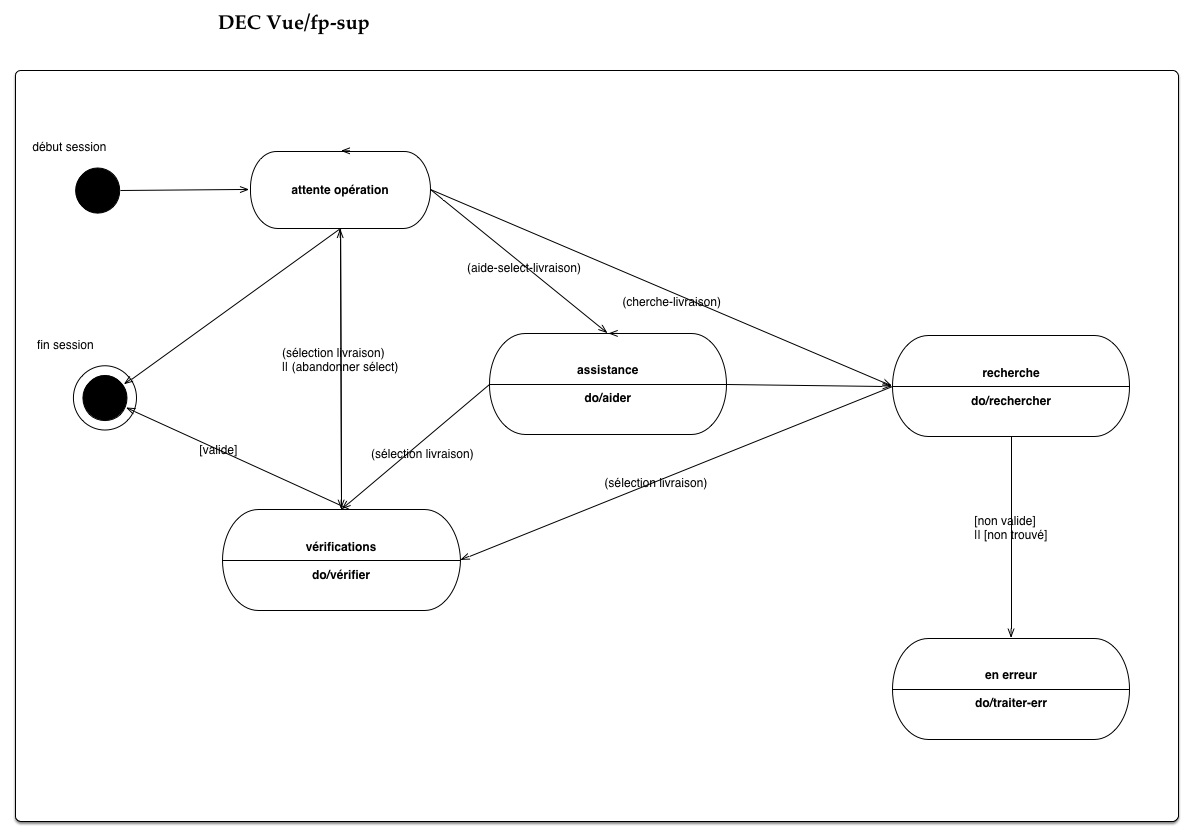 DEC Vue/fp-sup
début session
attente opération
(aide-select-livraison)
(cherche-livraison)
fin session
(sélection livraison)
II (abandonner sélect)
assistance
do/aider
recherche
do/rechercher
[valide]
(sélection livraison)
(sélection livraison)
[non valide]
II [non trouvé]
vérifications
do/vérifier
en erreur
do/traiter-err